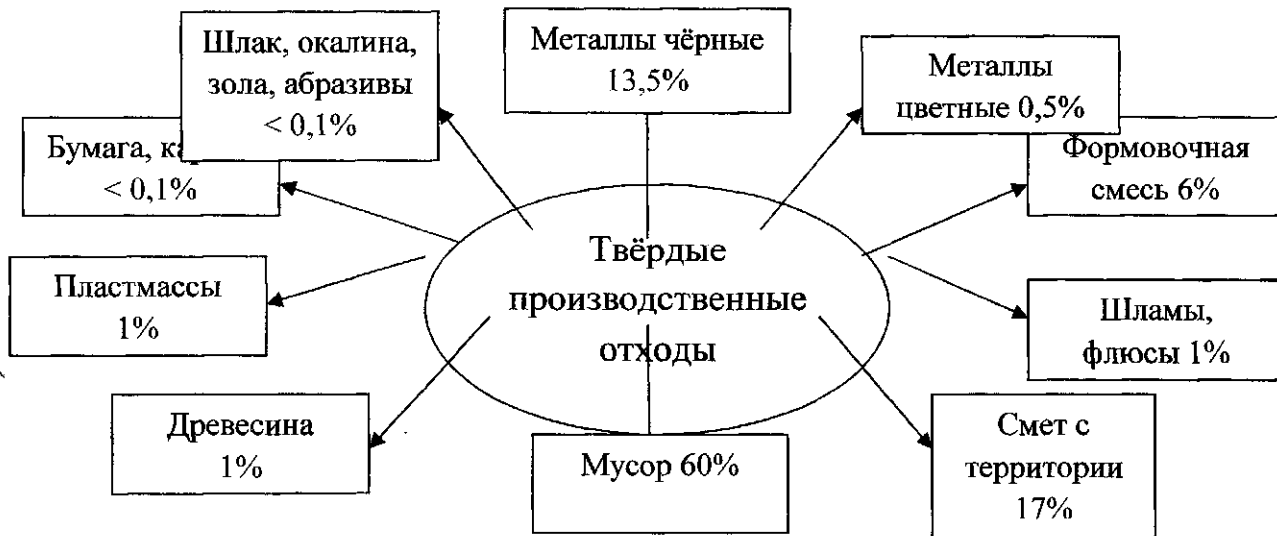 Шлак, окалина,
зола, абразивы
< 0,1%
Металлы чёрные
13,5%
Металлы
цветные 0,5%
Бумага,
< 0,1%
Формовочная
смесь 6%
Твёрдые
производственные
отходы
Пластмассы
1%
Шламы,
флюсы 1%
Древесина
1%
Мусор 60%
Смет с
территории
17%